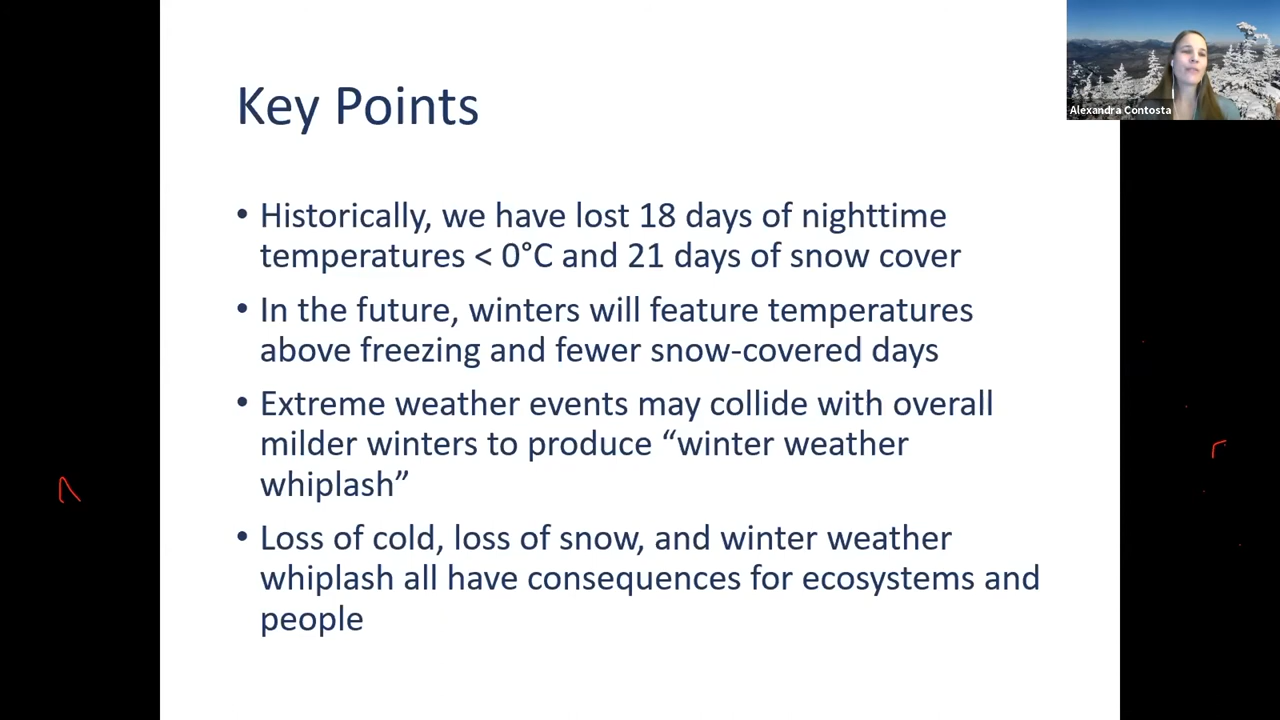 Key Points
Alexandra Contosta
• Historically, we have lost 18 days of nighttime
temperatures < 0°C and 21 days of snow cover
• In the future, winters will feature temperatures
above freezing and fewer snow-covered days
• Extreme weather events may collide with overall
milder winters to produce “winter weather
whiplash”
• Loss of cold, loss of snow, and winter weather
whiplash all have consequences for ecosystems and
people